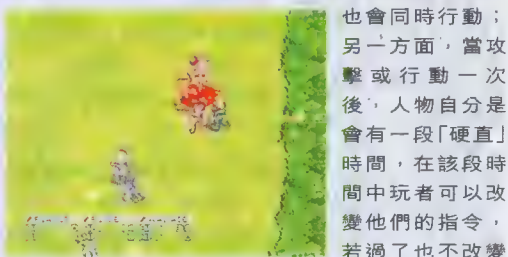 也會同時行動；
另一方面，當攻
擊或行動一次
後，人物自分是
會有一段「硬直」
時間，在該段時
間中玩者可以改
變他們的指令，
若過了也不改變